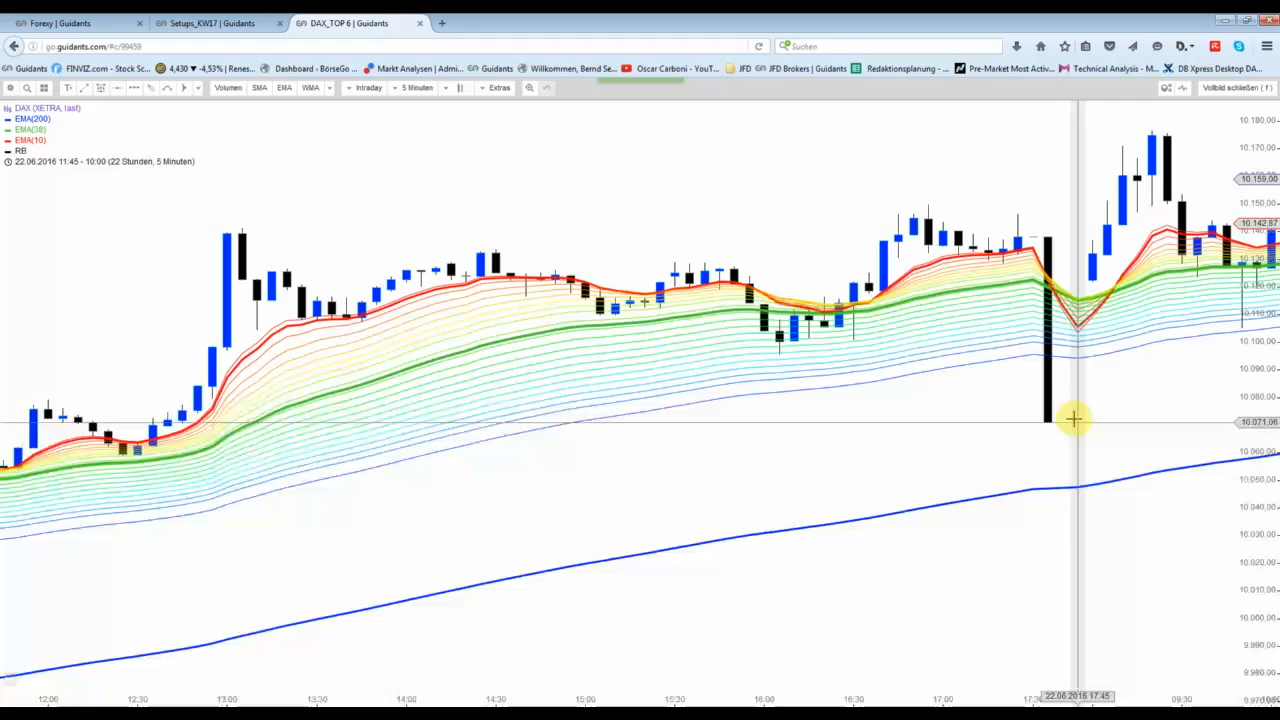 Forexy | Guidants
Setups_KW17 | Guidants
DAX_TOP 6 | Guidants
go.guidants.com/#c/99459
Suchen
D..
Guidants
FINVIZ.com - Stock Sc...
4,430 ▾ -4,53% | Renes...
Dashboard - BörseGo ...
Markt Analysen | Admi...
Guidants
Willkommen, Bernd Se...
Oscar Carboni - YouT...
JFD
JFD Brokers | Guidants
Redaktionsplanung - ...
Pre-Market Most Activ...
Technical Analysis - M...
DB Xpress Desktop DA...
Volumen
SMA
EMA
WMA
Intraday
5 Minuten
Extras
Vollbild schließen ( f )
DAX (XETRA, last)
EMA(200)
EMA(38)
EMA(10)
RB
22.06.2016 11:45 - 10:00 (22 Stunden, 5 Minuten)
10.180,00
10.170,00
10.159,00
10.150,00
10.142,87
10.130,00
10.120,00
10.110,00
10.100,00
10.090,00
10.080,00
10.071,06
10.060,00
10.050,00
10.040,00
10.030,00
10.020,00
10.010,00
10.000,00
9.990,00
9.980,00
12:00
12:30
13:00
13:30
14:00
14:30
15:00
15:30
16:00
16:30
17:00
22.06.2016 17:45
09:30